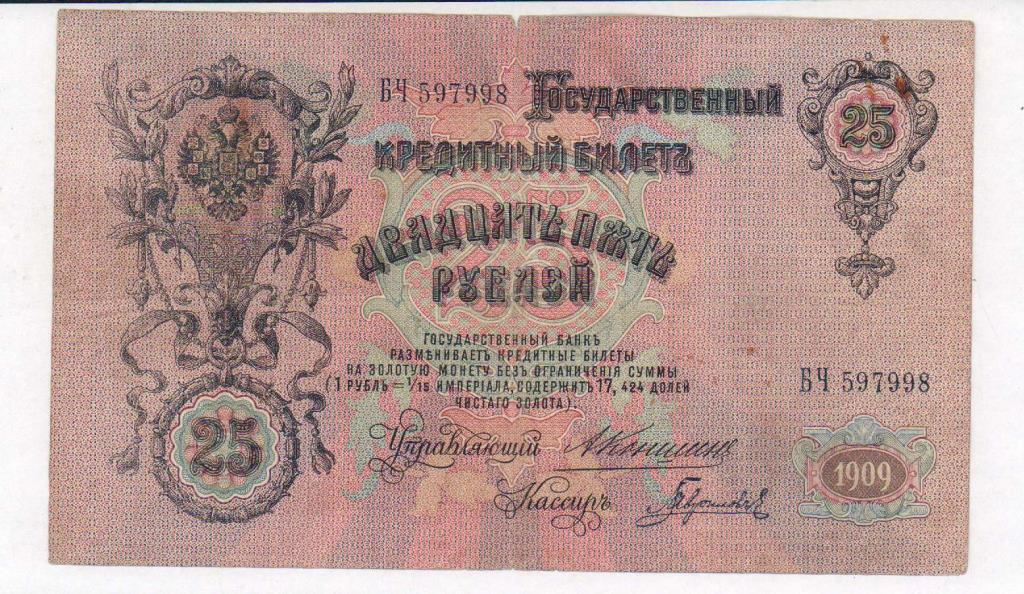 БЧ 597998 Государственный
25
Кредитный Билетъ
Двадцать пять
рублей
Государственный банкъ
размѣниваетъ кредитные билеты
на золотую монету безъ ограниченія суммы
(1 рубль = 1/15 имперіала, содержитъ 17, 424 долей
чистаго золота).
БЧ 597998
25
Управляющій
Кассиръ
1909